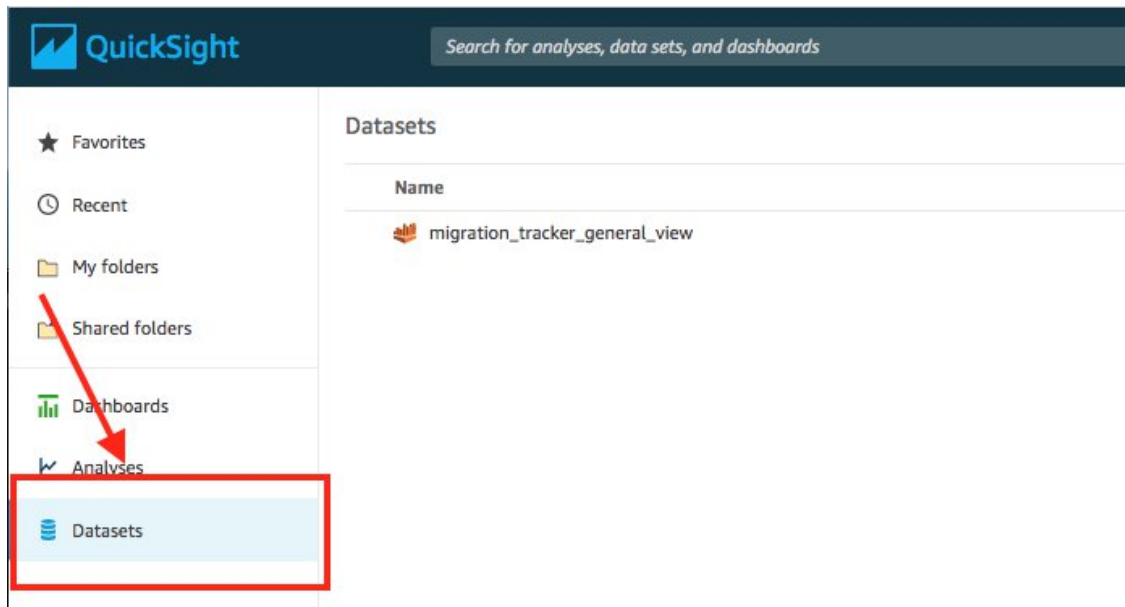 QuickSight
Search for analyses, data sets, and dashboards
Favorites
Recent
My folders
Shared folders
Dashboards
Analyses
Datasets
Datasets
Name
migration_tracker_general_view